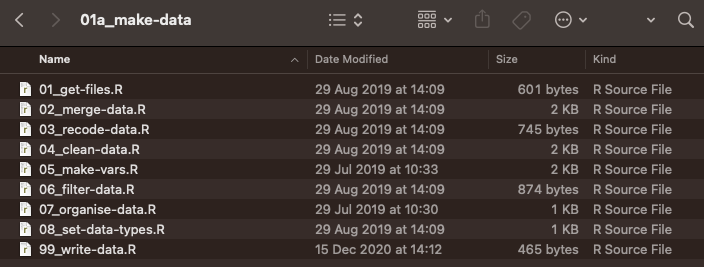 01a_make-data
Name Date Modified Size Kind
01_get-files.R 29 Aug 2019 at 14:09 601 bytes R Source File
02_merge-data.R 29 Aug 2019 at 14:09 2 KB R Source File
03_recode-data.R 29 Aug 2019 at 14:09 745 bytes R Source File
04_clean-data.R 29 Aug 2019 at 14:09 2 KB R Source File
05_make-vars.R 29 Jul 2019 at 10:33 2 KB R Source File
06_filter-data.R 29 Aug 2019 at 14:09 874 bytes R Source File
07_organise-data.R 29 Jul 2019 at 10:30 1 KB R Source File
08_set-data-types.R 29 Aug 2019 at 14:09 1 KB R Source File
99_write-data.R 15 Dec 2020 at 14:12 465 bytes R Source File